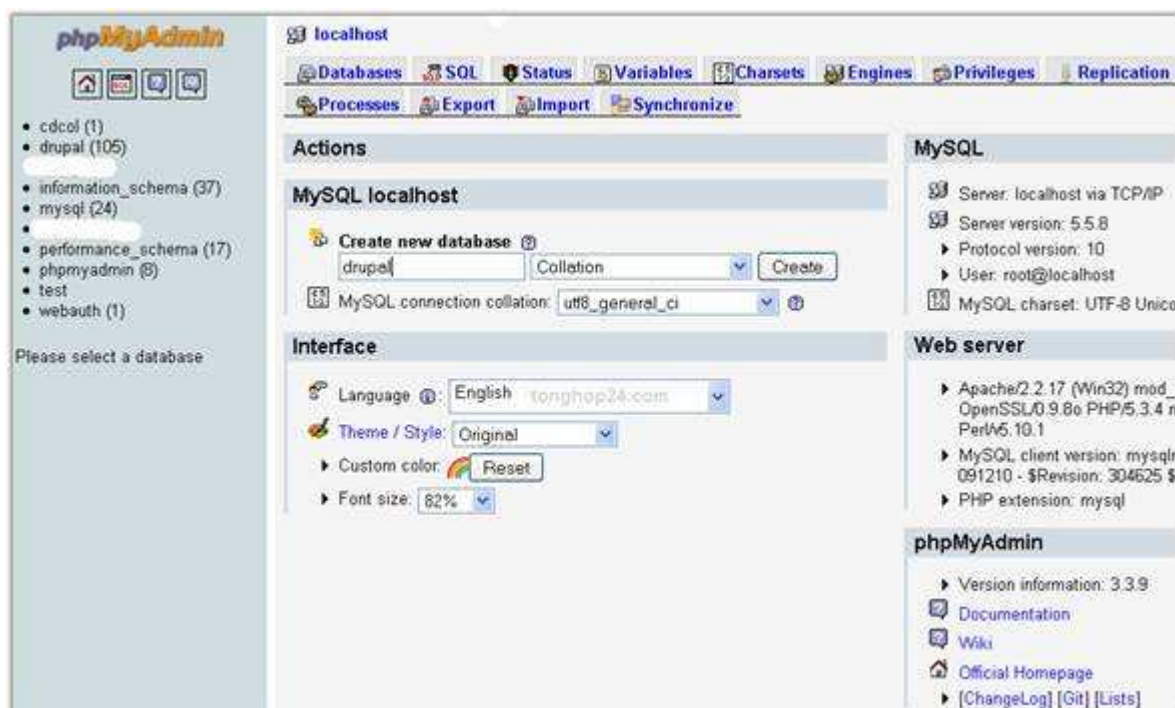 phpMyAdmin
cdcol (1)
drupal (105)
information_schema (37)
mysql (24)
performance_schema (17)
phpmyadmin (8)
test
webauth (1)
Please select a database
localhost
Databases SQL Status Variables Charsets Engines Privileges Replication
Processes Export Import Synchronize
Actions
MySQL localhost
Create new database
drupal Collation Create
MySQL connection collation: utf8_general_ci
Interface
Language : English tonghop24.com
Theme / Style: Original
Custom color: Reset
Font size: 82%
MySQL
Server: localhost via TCP/IP
Server version: 5.5.8
Protocol version: 10
User: root@localhost
MySQL charset: UTF-8 Unico
Web server
Apache/2.2.17 (Win32) mod_
OpenSSL/0.9.8o PHP/5.3.4
Perl/v5.10.1
MySQL client version:
091210 - $Revision: 304625 $
PHP extension: mysql
phpMyAdmin
Version information: 3.3.9
Documentation
Wiki
Official Homepage
[ChangeLog] [Git] [Lists]